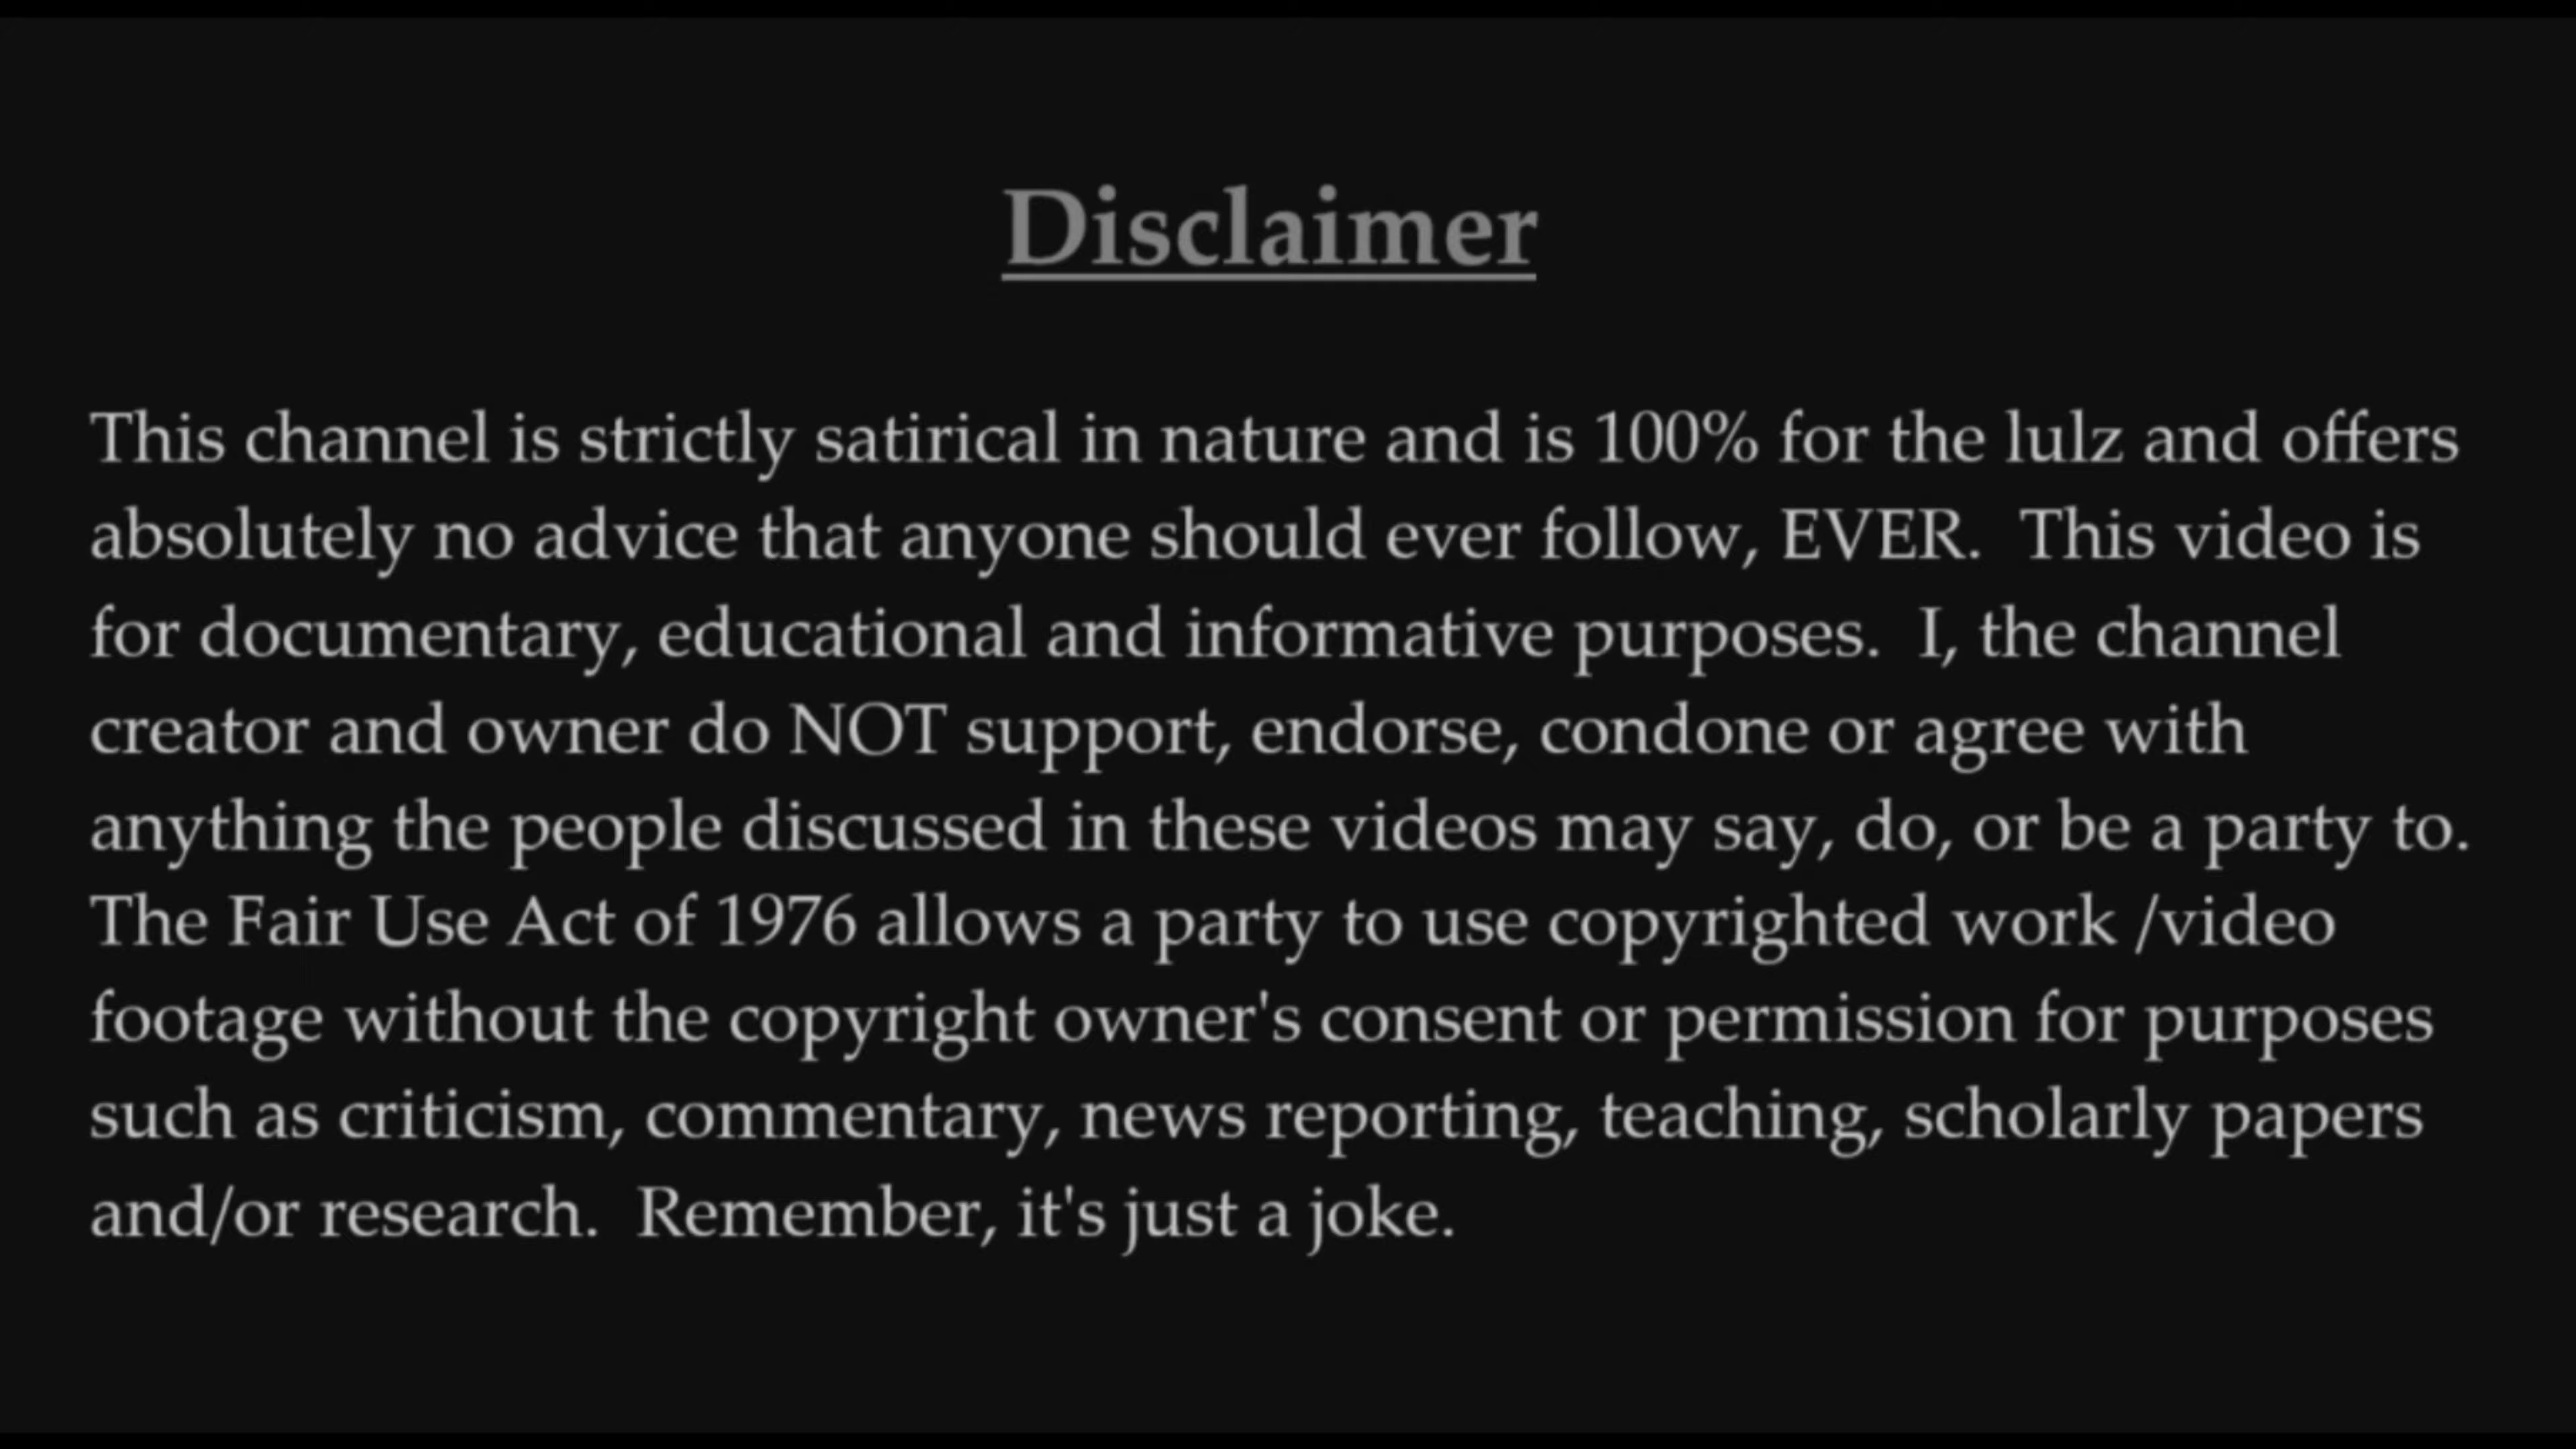 Disclaimer
This channel is strictly satirical in nature and is 100% for the lulz and offers
absolutely no advice that anyone should ever follow, EVER.  This video is
for documentary, educational and informative purposes.  I, the channel
creator and owner do NOT support, endorse, condone or agree with
anything the people discussed in these videos may say, do, or be a party to.
The Fair Use Act of 1976 allows a party to use copyrighted work /video
footage without the copyright owner's consent or permission for purposes
such as criticism, commentary, news reporting, teaching, scholarly papers
and/or research.  Remember, it's just a joke.